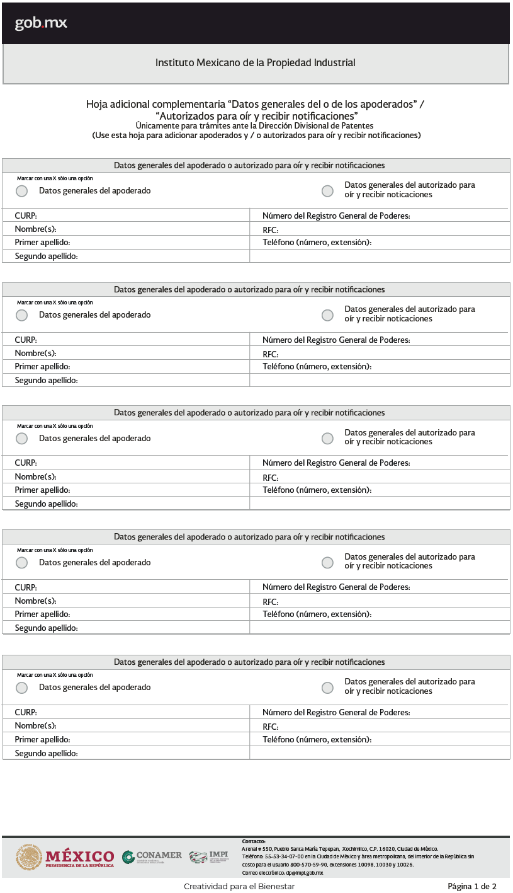 gob.mx
Instituto Mexicano de la Propiedad Industrial
Hoja adicional complementaria “Datos generales del o de los apoderados” /
“Autorizados para oír y recibir notificaciones”
Únicamente para trámites ante la Dirección Divisional de Patentes
(Use esta hoja para adicionar apoderados y / o autorizados para oír y recibir notificaciones)
Datos generales del apoderado o autorizado para oír y recibir notificaciones
Marcar con una X sólo una opción
Datos generales del apoderado
Datos generales del autorizado para
oír y recibir noticaciones
CURP:
Número del Registro General de Poderes:
Nombre(s):
RFC:
Primer apellido:
Teléfono (número, extensión):
Segundo apellido:
Datos generales del apoderado o autorizado para oír y recibir notificaciones
Marcar con una X sólo una opción
Datos generales del apoderado
Datos generales del autorizado para
oír y recibir noticaciones
CURP:
Número del Registro General de Poderes:
Nombre(s):
RFC:
Primer apellido:
Teléfono (número, extensión):
Segundo apellido:
Datos generales del apoderado o autorizado para oír y recibir notificaciones
Marcar con una X sólo una opción
Datos generales del apoderado
Datos generales del autorizado para
oír y recibir noticaciones
CURP:
Número del Registro General de Poderes:
Nombre(s):
RFC:
Primer apellido:
Teléfono (número, extensión):
Segundo apellido:
Datos generales del apoderado o autorizado para oír y recibir notificaciones
Marcar con una X sólo una opción
Datos generales del apoderado
Datos generales del autorizado para
oír y recibir noticaciones
CURP:
Número del Registro General de Poderes:
Nombre(s):
RFC:
Primer apellido:
Teléfono (número, extensión):
Segundo apellido:
Datos generales del apoderado o autorizado para oír y recibir notificaciones
Marcar con una X sólo una opción
Datos generales del apoderado
Datos generales del autorizado para
oír y recibir noticaciones
CURP:
Número del Registro General de Poderes:
Nombre(s):
RFC:
Primer apellido:
Teléfono (número, extensión):
Segundo apellido:
MÉXICO
PRESIDENCIA DE LA REPÚBLICA
CONAMER
IMPI
Contacto:
Arenal # 550, Pueblo Santa María Tepepan, Xochimilco, C.P. 16020, Ciudad de México.
Teléfono: 55-53-34-07-00 en la Ciudad de México y área metropolitana, del interior de la República sin
costo para el usuario 800-570-59-90, extensiones 10098, 10030 y 10026.
Correo electrónico: dp@impi.gob.mx
Creatividad para el Bienestar
Página 1 de 2